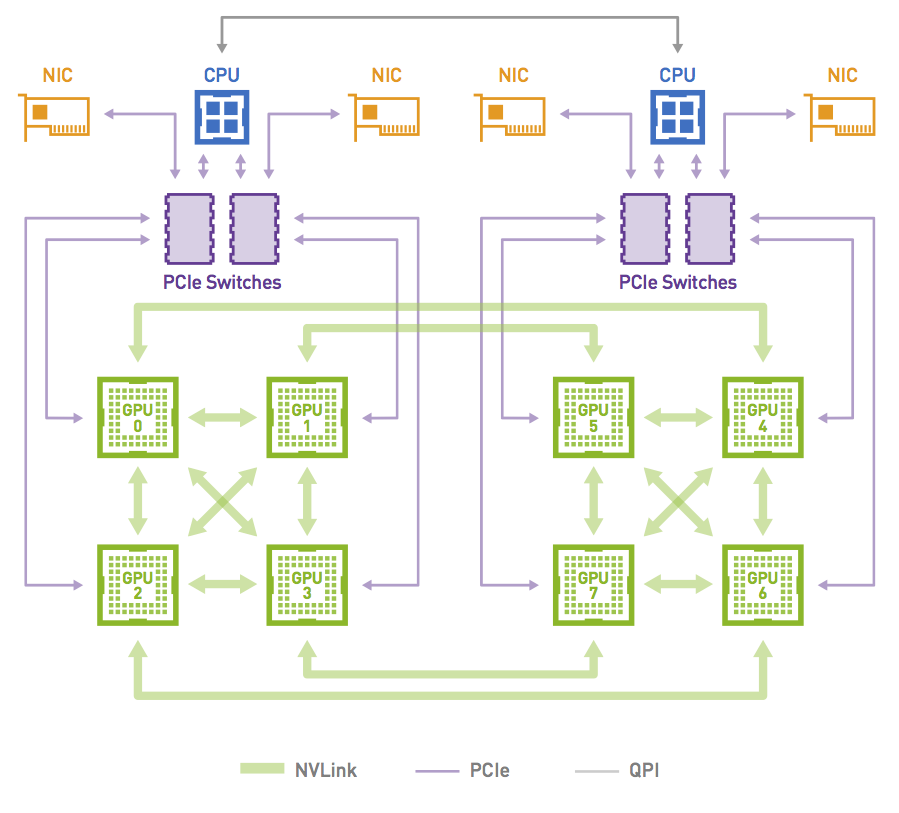 NIC
CPU
NIC
NIC
CPU
NIC
PCIe Switches
PCIe Switches
GPU
0
GPU
1
GPU
5
GPU
4
GPU
2
GPU
3
GPU
7
GPU
6
NVLink
PCIe
QPI